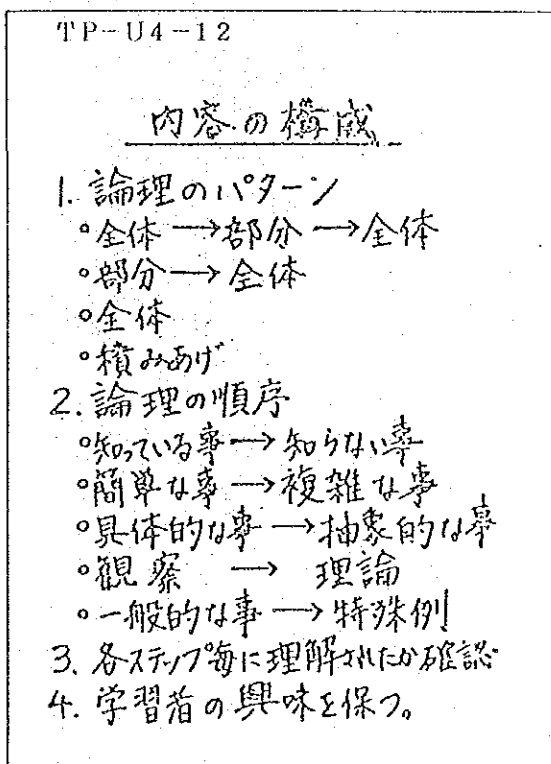 TP-U4-12
内容の構成
1. 論理のパターン
○全体→部分→全体
○部分→全体
○全体
○積みあげ
2. 論理の順序
○知っている事→知らない事
○簡単な事→複雑な事
○具体的な事→抽象的な事
○観察→理論
○一般的な事→特殊例
3. 各ステップ毎に理解されたか確認
4. 学習者の興味を保つ。